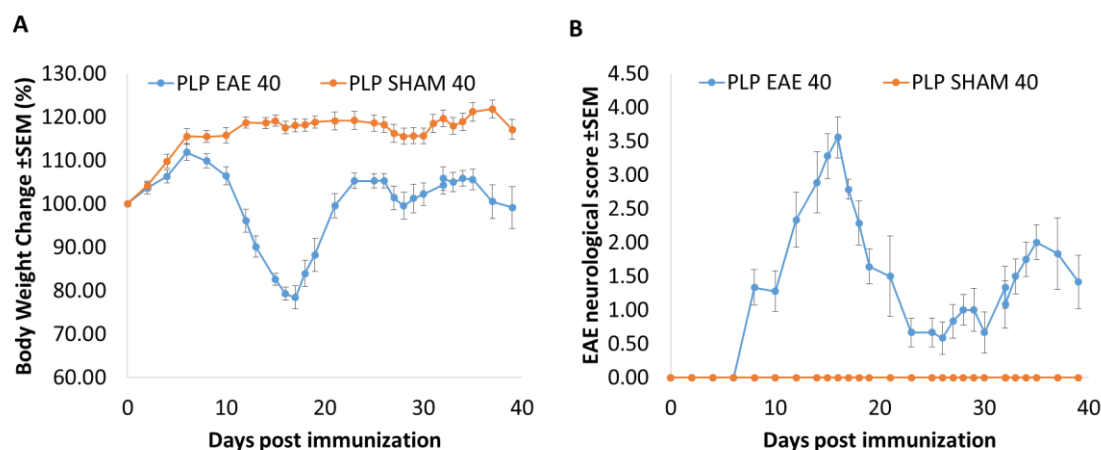 A
Body Weight Change ±SEM (%)
130.00
120.00
110.00
100.00
90.00
80.00
70.00
60.00
PLP EAE 40 PLP SHAM 40
0 10 20 30 40
Days post immunization
B
EAE neurological score ±SEM
4.50
4.00
3.50
3.00
2.50
2.00
1.50
1.00
0.50
0.00
PLP EAE 40 PLP SHAM 40
0 10 20 30 40
Days post immunization